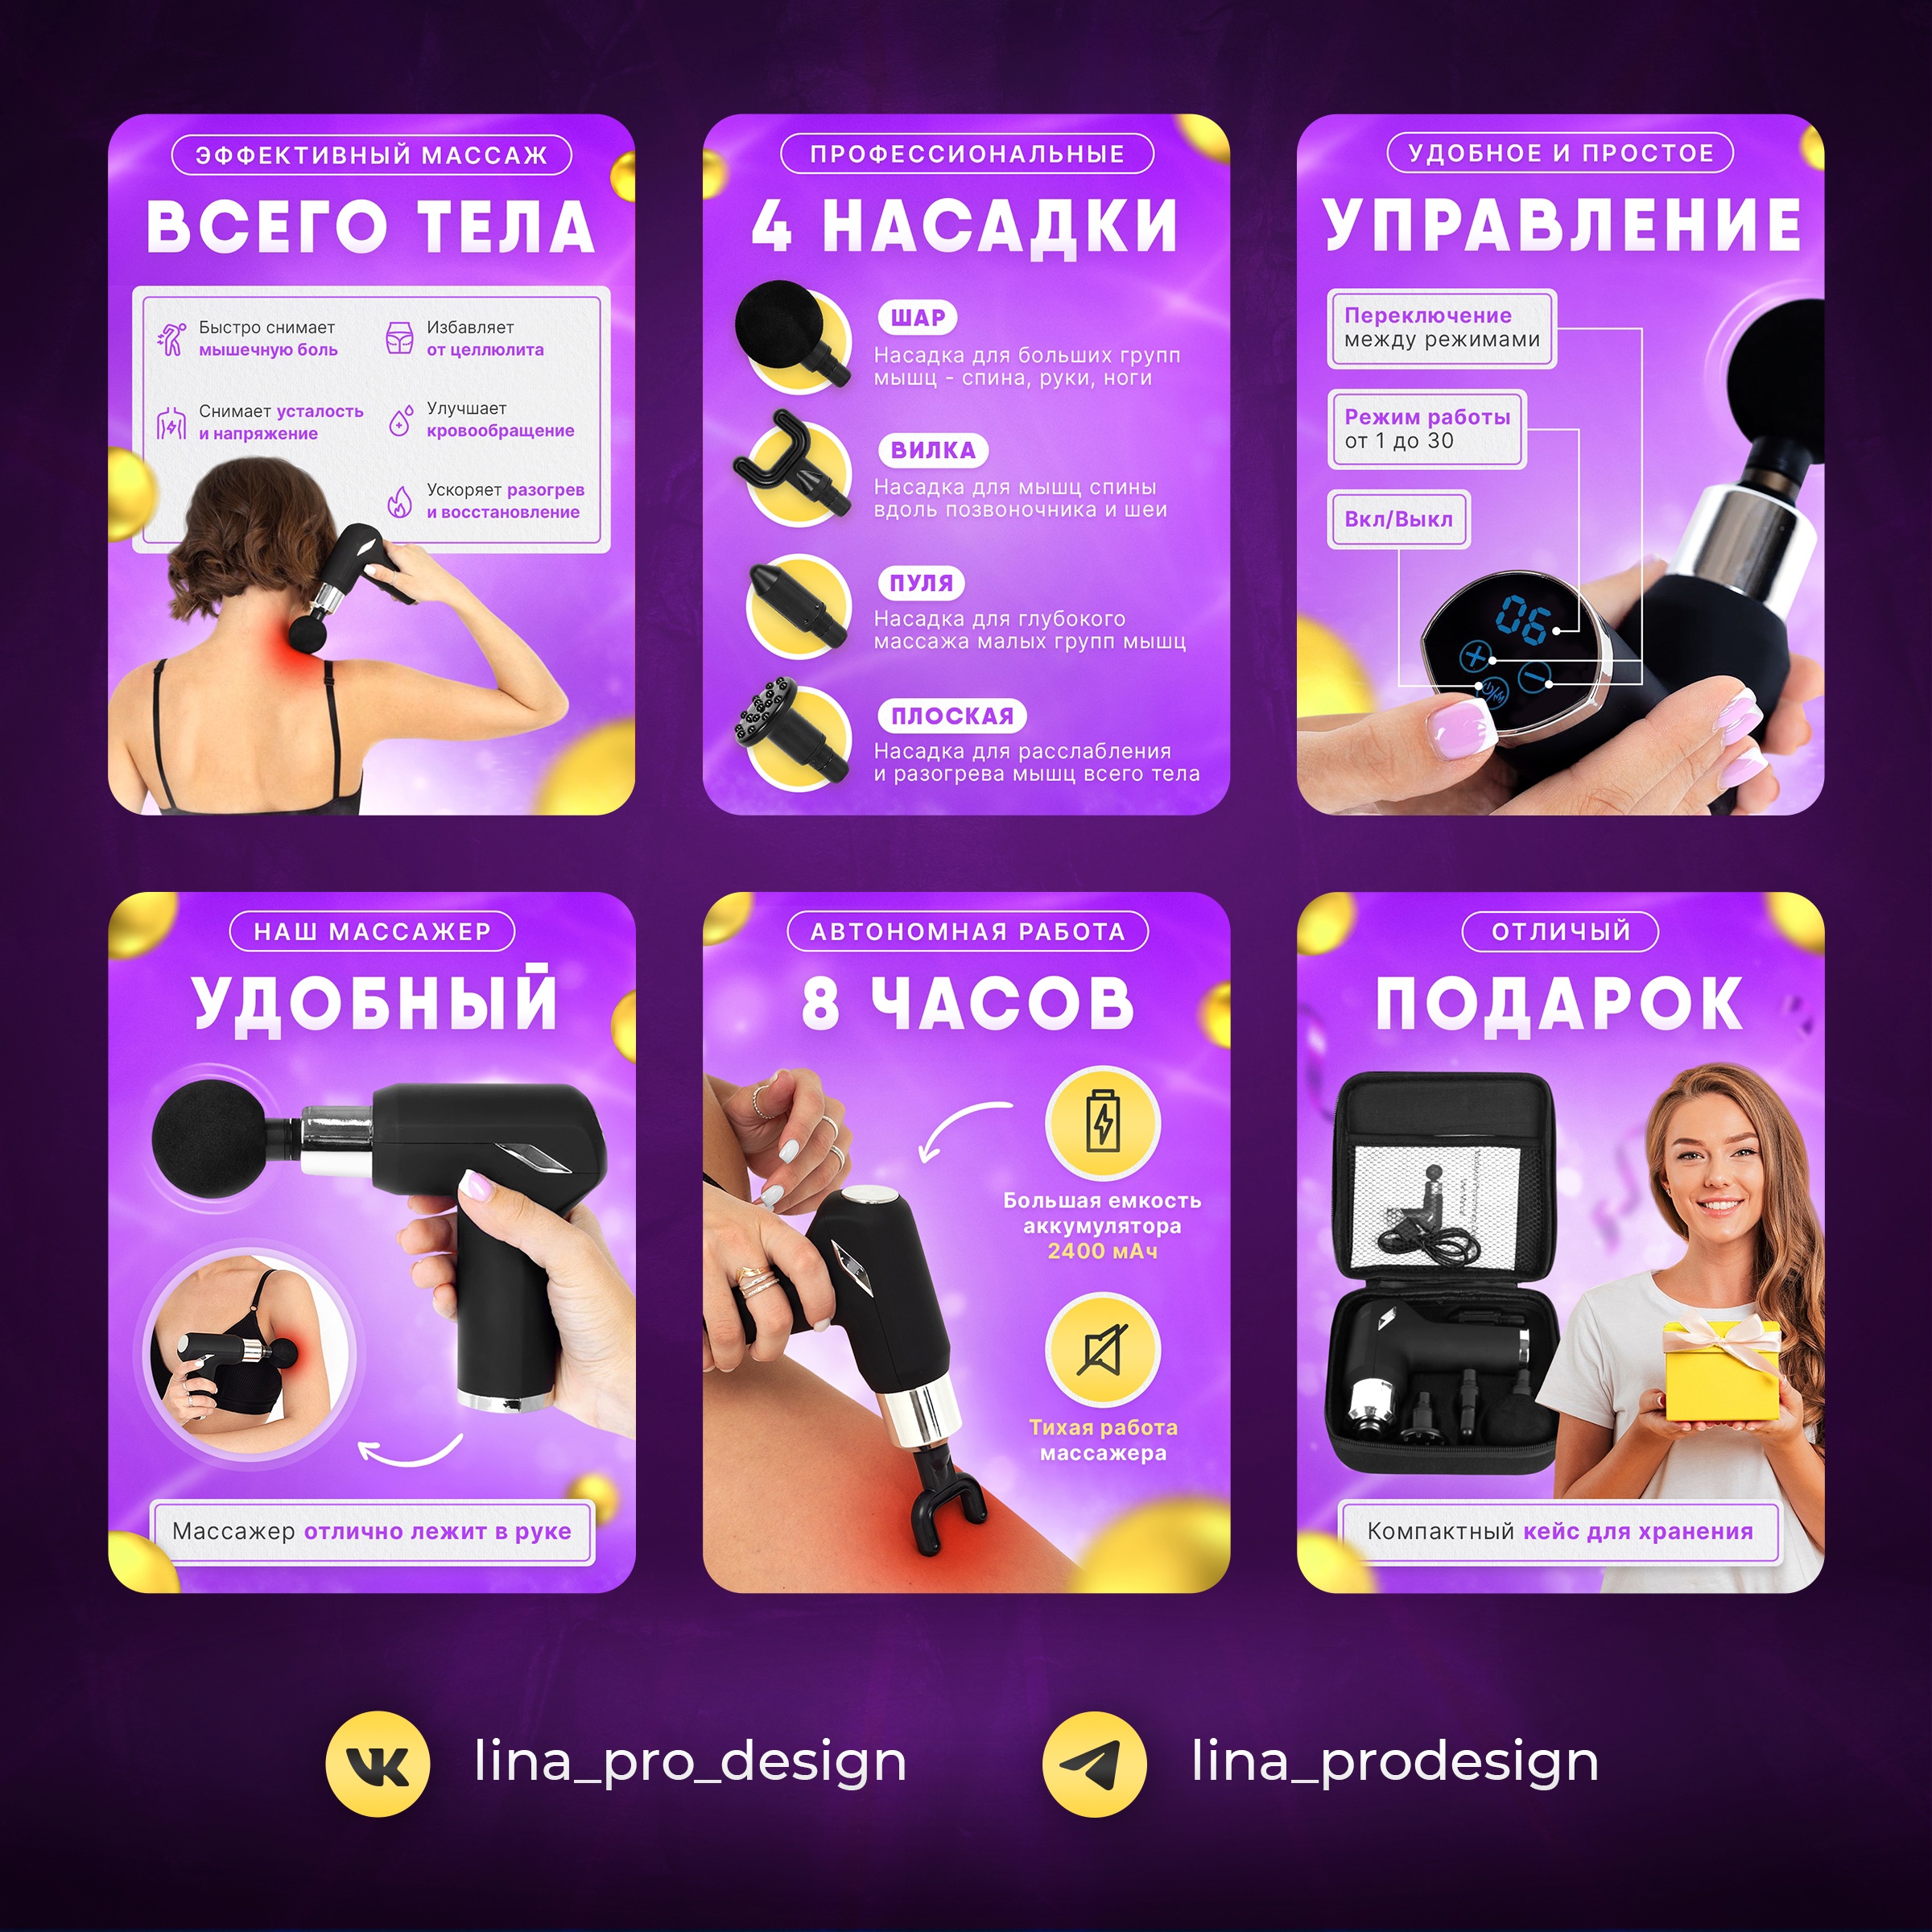 ЭФФЕКТИВНЫЙ МАССАЖ
ВСЕГО ТЕЛА
Быстро снимает
мышечную боль
Избавляет
от целлюлита
Снимает усталость
и напряжение
Улучшает
кровообращение
Ускоряет разогрев
и восстановление
ПРОФЕССИОНАЛЬНЫЕ
4 НАСАДКИ
ШАР
Насадка для больших групп
мышц - спина, руки, ноги
ВИЛКА
Насадка для мышц спины
вдоль позвоночника и шеи
ПУЛЯ
Насадка для глубокого
массажа малых групп мышц
ПЛОСКАЯ
Насадка для расслабления
и разогрева мышц всего тела
УДОБНОЕ И ПРОСТОЕ
УПРАВЛЕНИЕ
Переключение
между режимами
Режим работы
от 1 до 30
Вкл/Выкл
06
НАШ МАССАЖЕР
УДОБНЫЙ
Массажер отлично лежит в руке
АВТОНОМНАЯ РАБОТА
8 ЧАСОВ
Большая емкость
аккумулятора
2400 мАч
Тихая работа
массажера
ОТЛИЧЫЙ
ПОДАРОК
Компактный кейс для хранения
lina_pro_design
lina_prodesign